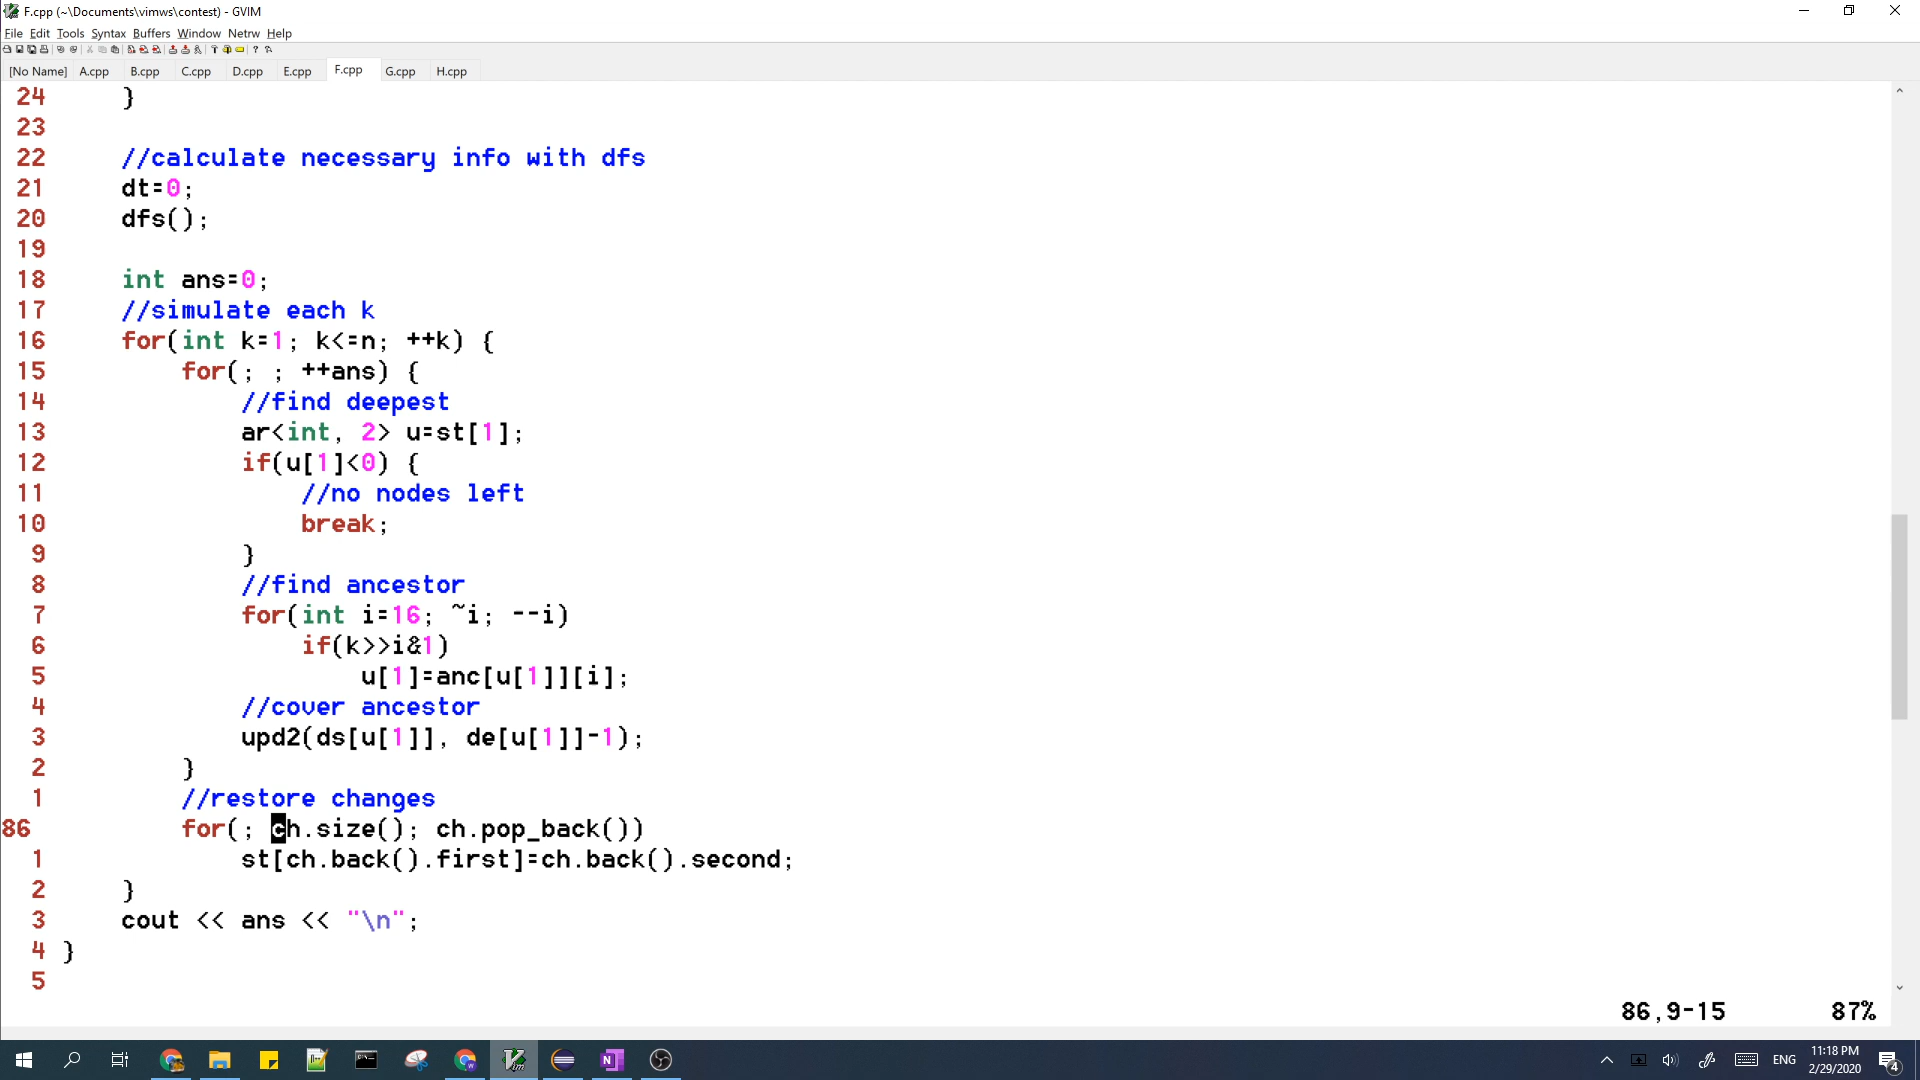 F.cpp (~\Documents\vimws\contest) - GVIM
File Edit Tools Syntax Buffers Window Netrw Help
[No Name] A.cpp B.cpp C.cpp D.cpp E.cpp F.cpp G.cpp H.cpp
24     }
23
22     //calculate necessary info with dfs
21     dt=0;
20     dfs();
19
18     int ans=0;
17     //simulate each k
16     for(int k=1; k<=n; ++k) {
15         for(; ; ++ans) {
14             //find deepest
13             ar<int, 2> u=st[1];
12             if(u[1]<0) {
11                 //no nodes left
10                 break;
9             }
8             //find ancestor
7             for(int i=16; ~i; --i)
6                 if(k>>i&1)
5                     u[1]=anc[u[1]][i];
4             //cover ancestor
3             upd2(ds[u[1]], de[u[1]]-1);
2         }
1         //restore changes
86         for(; ch.size(); ch.pop_back())
1             st[ch.back().first]=ch.back().second;
2     }
3     cout << ans << "\n";
4 }
5
86,9-15 87%
ENG
11:18 PM
2/29/2020
4